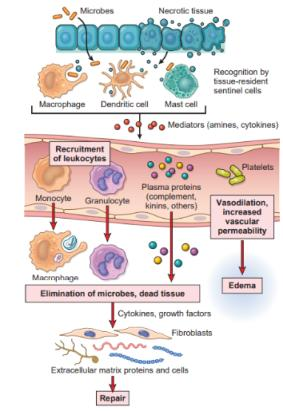 Microbes
Necrotic tissue
Recognition by
tissue-resident
sentinel cells
Macrophage
Dendritic cell
Mast cell
Mediators (amines, cytokines)
Recruitment
of leukocytes
Monocyte
Granulocyte
Plasma proteins
(complement,
kinins, others)
Platelets
Vasodilation,
increased
vascular
permeability
Macrophage
Edema
Elimination of microbes, dead tissue
Cytokines, growth factors
Fibroblasts
Extracellular matrix proteins and cells
Repair